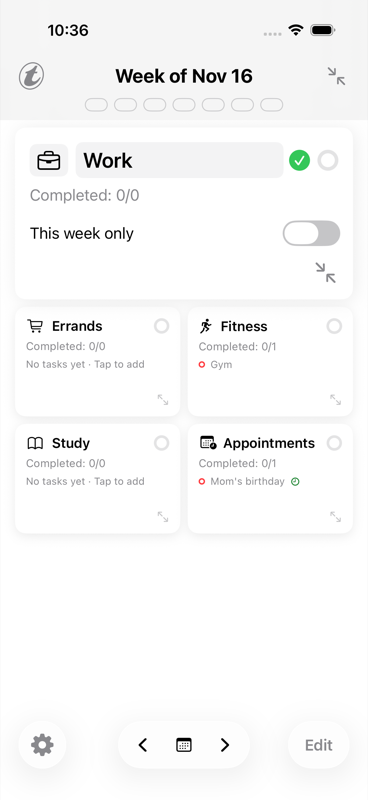 10:36
t
Week of Nov 16
Work
Completed: 0/0
This week only
Errands
Completed: 0/0
No tasks yet · Tap to add
Fitness
Completed: 0/1
Gym
Study
Completed: 0/0
No tasks yet · Tap to add
Appointments
Completed: 0/1
Mom's birthday
Edit